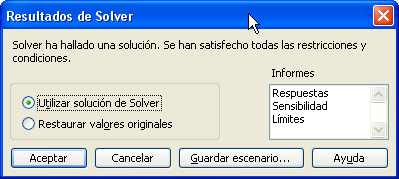 Resultados de Solver
Solver ha hallado una solución. Se han satisfecho todas las restricciones y
condiciones.
Informes
Utilizar solución de Solver
Restaurar valores originales
Respuestas
Sensibilidad
Límites
Aceptar
Cancelar
Guardar escenario...
Ayuda